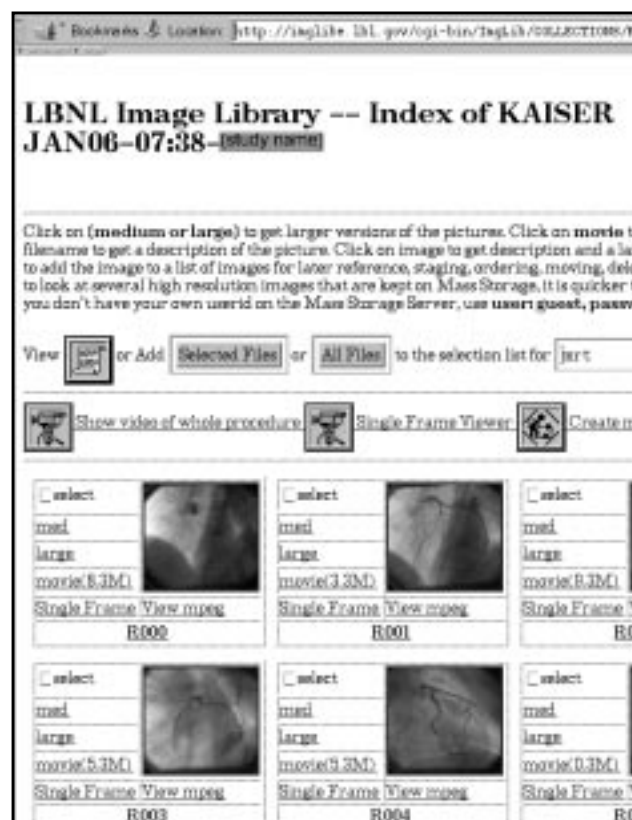 Bookmarks Location: http://imglibe.lbl.gov/cgi-bin/ImgLib/COLLECTIONS/
LBNL Image Library -- Index of KAISER
JAN06-07:38-[study name]
Click on (medium or large) to get larger versions of the pictures. Click on movie
filename to get a description of the picture. Click on image to get description and a
to add the image to a list of images for later reference, staging, ordering, moving,
to look at several high resolution images that are kept on Mass Storage, it is quicker
you don't have your own userid on the Mass Storage Server, use user: guest,
View or Add Selected Files or All Files to the selection list for jart
Show video of whole procedure Single Frame Viewer Create
select select select
med med med
large large large
movie(8.3M) movie(3.3M) movie(8.3M)
Single Frame View mpeg Single Frame View mpeg Single Frame
R000 R001
select select select
med med med
large large large
movie(5.3M) movie(5.3M) movie(0.3M)
Single Frame View mpeg Single Frame View mpeg Single Frame
R003 R004